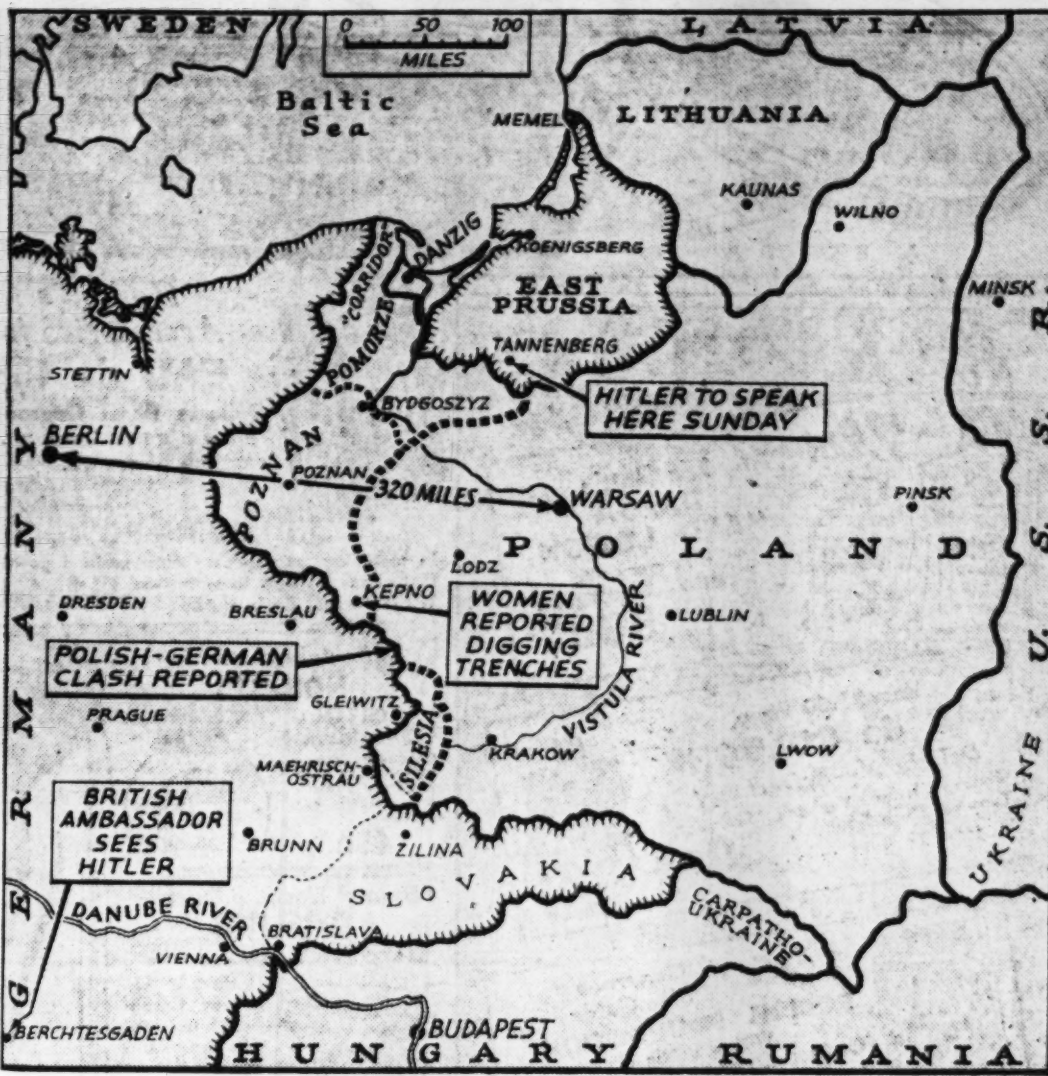 SWEDEN
0 50 100
MILES
LATVIA
Baltic
Sea
MEMEL
LITHUANIA
KAUNAS
WILNO
"CORRIDOR"
DANZIG
KOENIGSBERG
EAST
PRUSSIA
MINSK
POMORZE
TANNENBERG
STETTIN
BYDGOSZYZ
HITLER TO SPEAK
HERE SUNDAY
BERLIN
POZNAN
POZNAN
320 MILES
WARSAW
PINSK
POLAND
LODZ
KEPNO
WOMEN
REPORTED
DIGGING
TRENCHES
DRESDEN
BRESLAU
LUBLIN
POLISH-GERMAN
CLASH REPORTED
GERMANY
U.S.S.R.
GLEIWITZ
PRAGUE
SILESIA
VISTULA RIVER
KRAKOW
LWOW
MAEHRISCH-
OSTRAU
BRITISH
AMBASSADOR
SEES
HITLER
BRUNN
ZILINA
UKRAINE
SLOVAKIA
CARPATHO-
UKRAINE
DANUBE RIVER
BRATISLAVA
VIENNA
BERCHTESGADEN
BUDAPEST
HUNGARY
RUMANIA